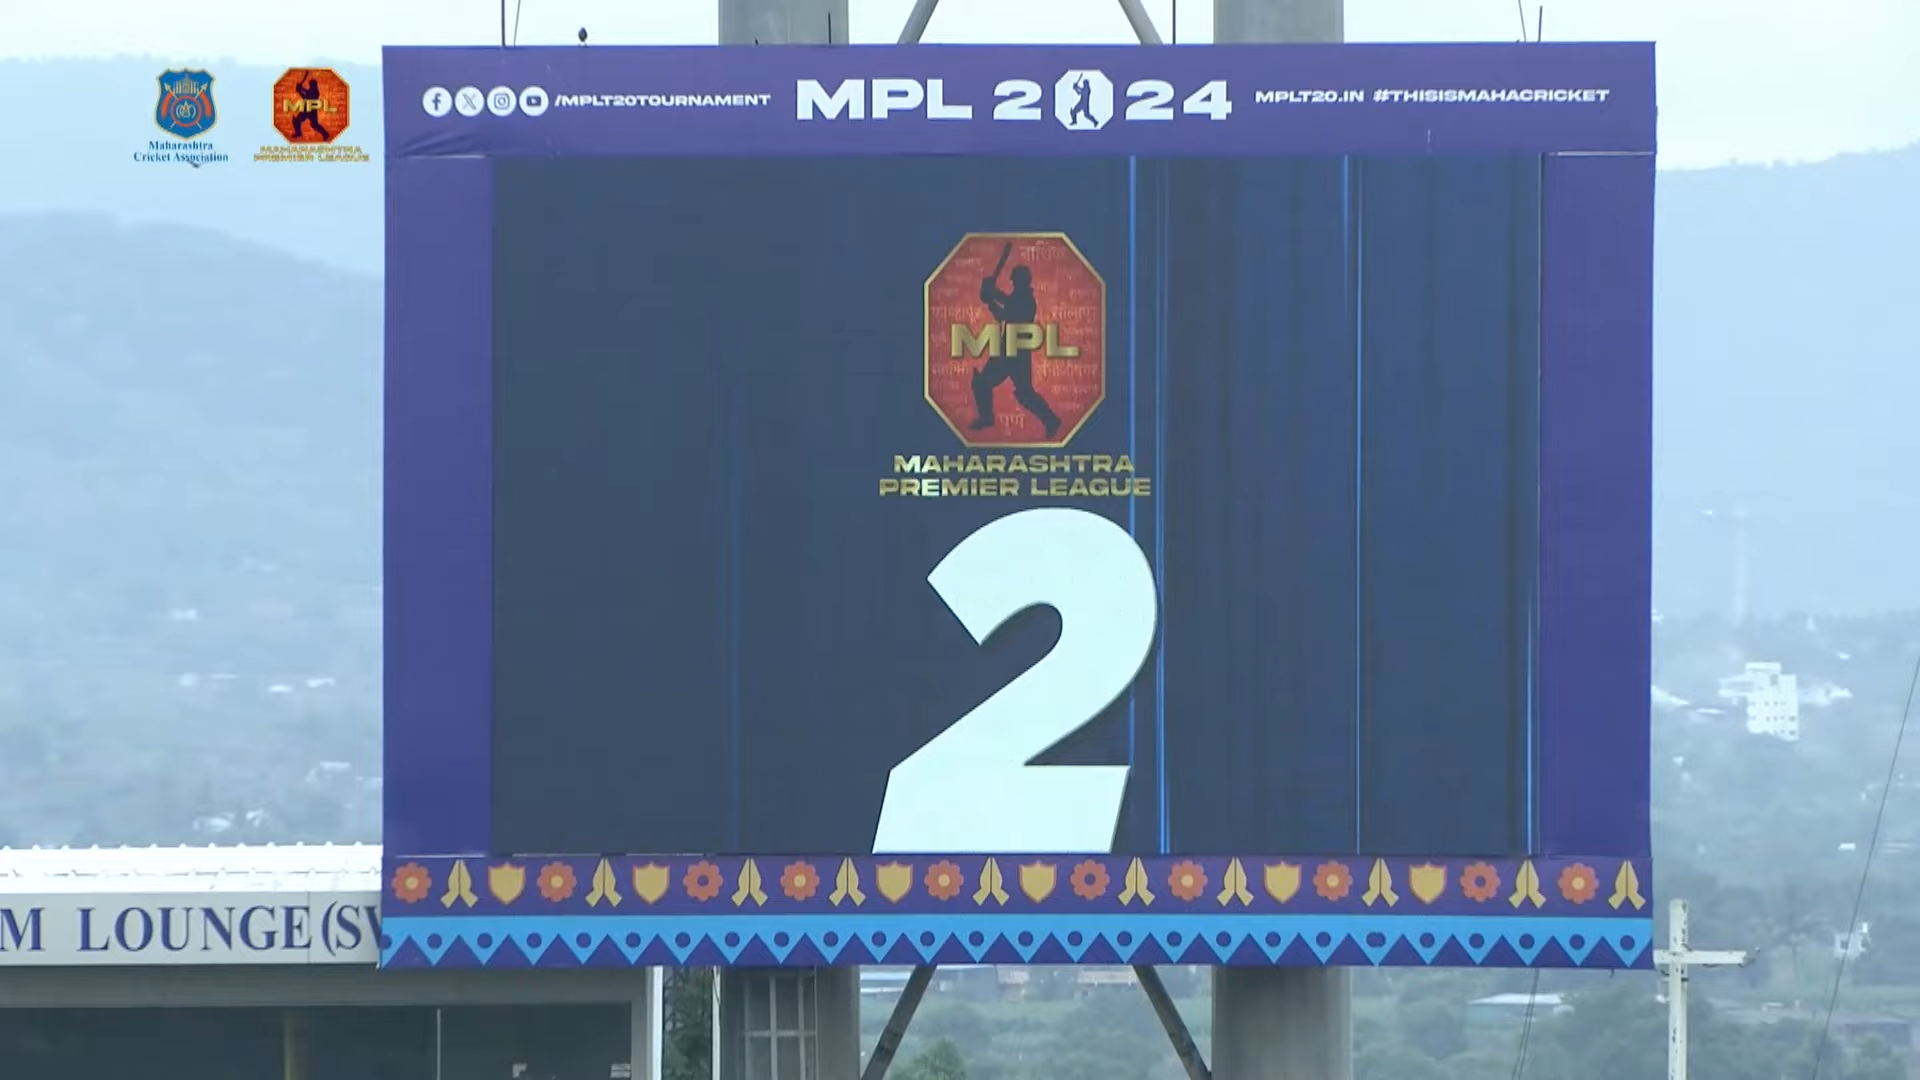 Maharashtra
Cricket Association
MPL
MAHARASHTRA
PREMIER LEAGUE
/MPLT20TOURNAMENT
MPL 2024
MPLT20.IN #THISISMAHACRICKET
नाशिक
MPL
पुणे
MAHARASHTRA
PREMIER LEAGUE
2
M LOUNGE (SW